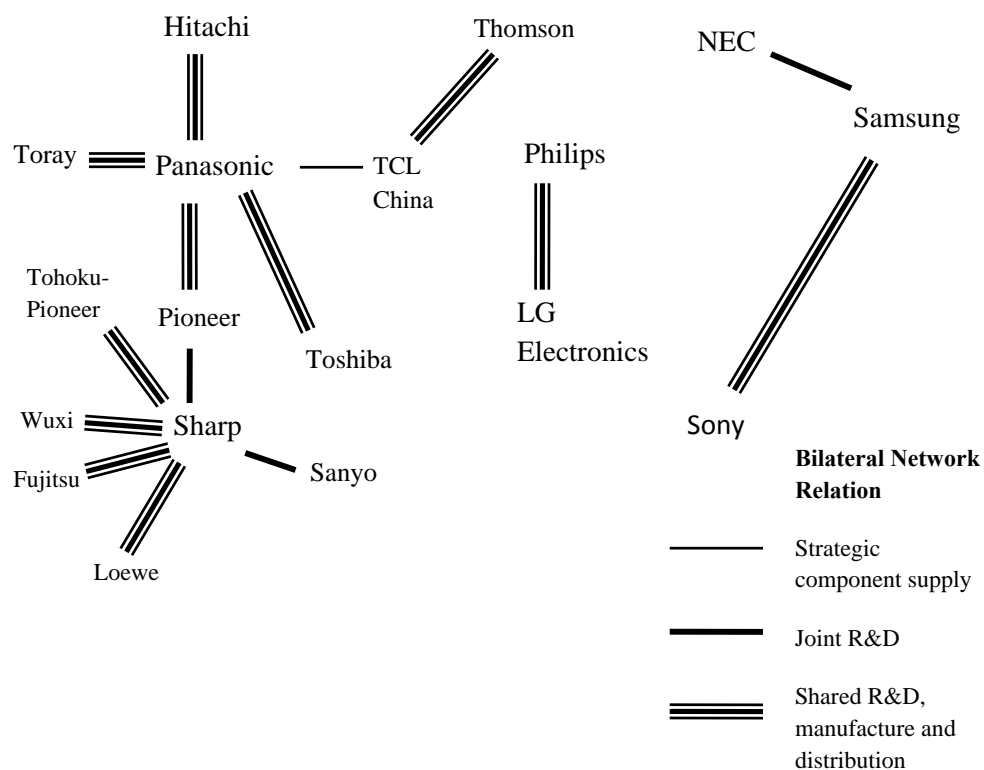 Hitachi
Thomson
NEC
Samsung
Toray
Panasonic
TCL
China
Philips
Tohoku-
Pioneer
Pioneer
Toshiba
LG
Electronics
Wuxi
Sharp
Sony
Fujitsu
Sanyo
Loewe
Bilateral Network
Relation
Strategic
component supply
Joint R&D
Shared R&D,
manufacture and
distribution